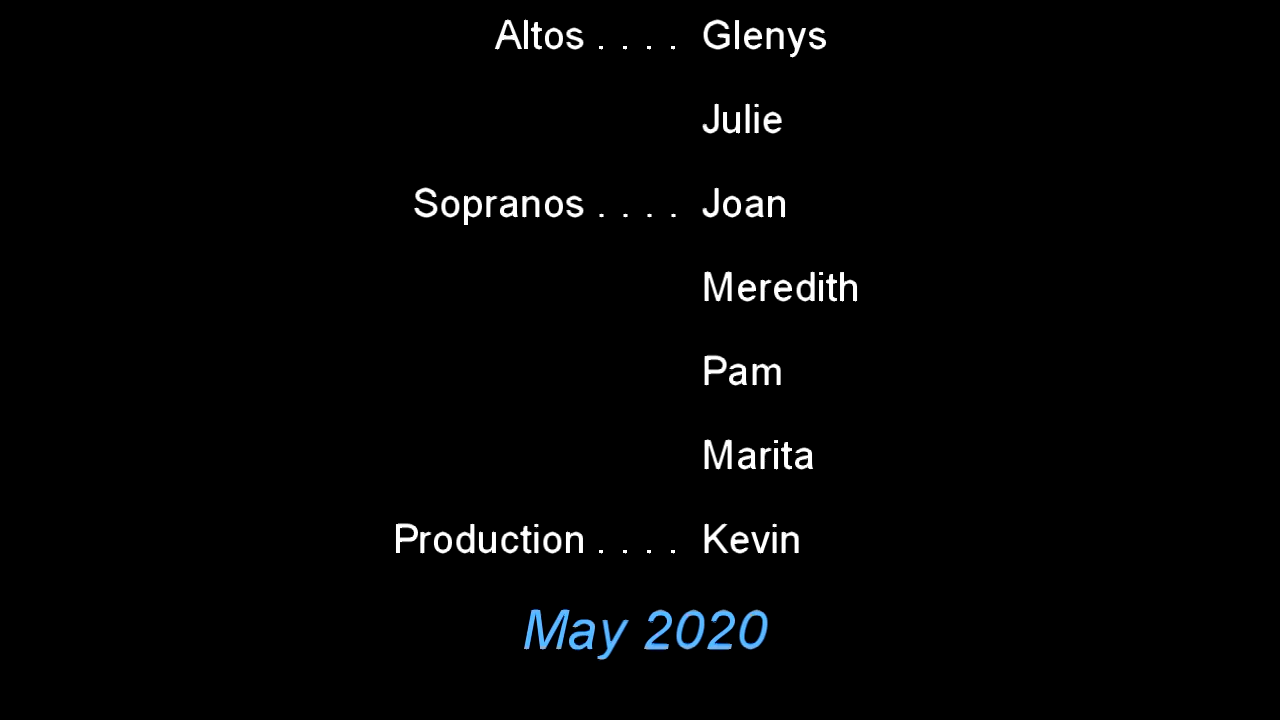 Altos . . . . Glenys
Julie
Sopranos . . . . Joan
Meredith
Pam
Marita
Production . . . . Kevin
May 2020